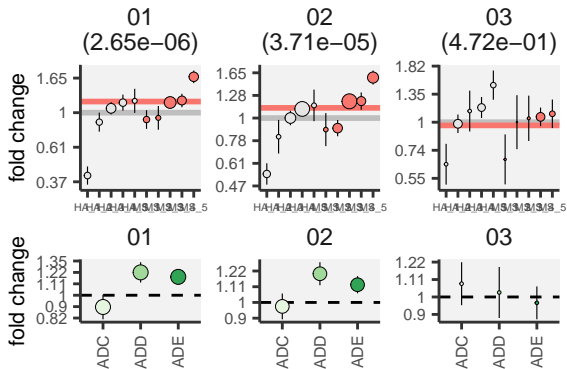 01
(2.65e−06)
02
(3.71e−05)
03
(4.72e−01)
fold change
1.65
1
0.61
0.37
1.65
1.28
1
0.78
0.61
0.47
1.82
1.35
1
0.74
0.55
01
02
03
fold change
1.35
1.22
1.11
1
0.9
0.82
1.22
1.11
1
0.9
1.22
1.11
1
0.9
ADC
ADD
ADE
ADC
ADD
ADE
ADC
ADD
ADE